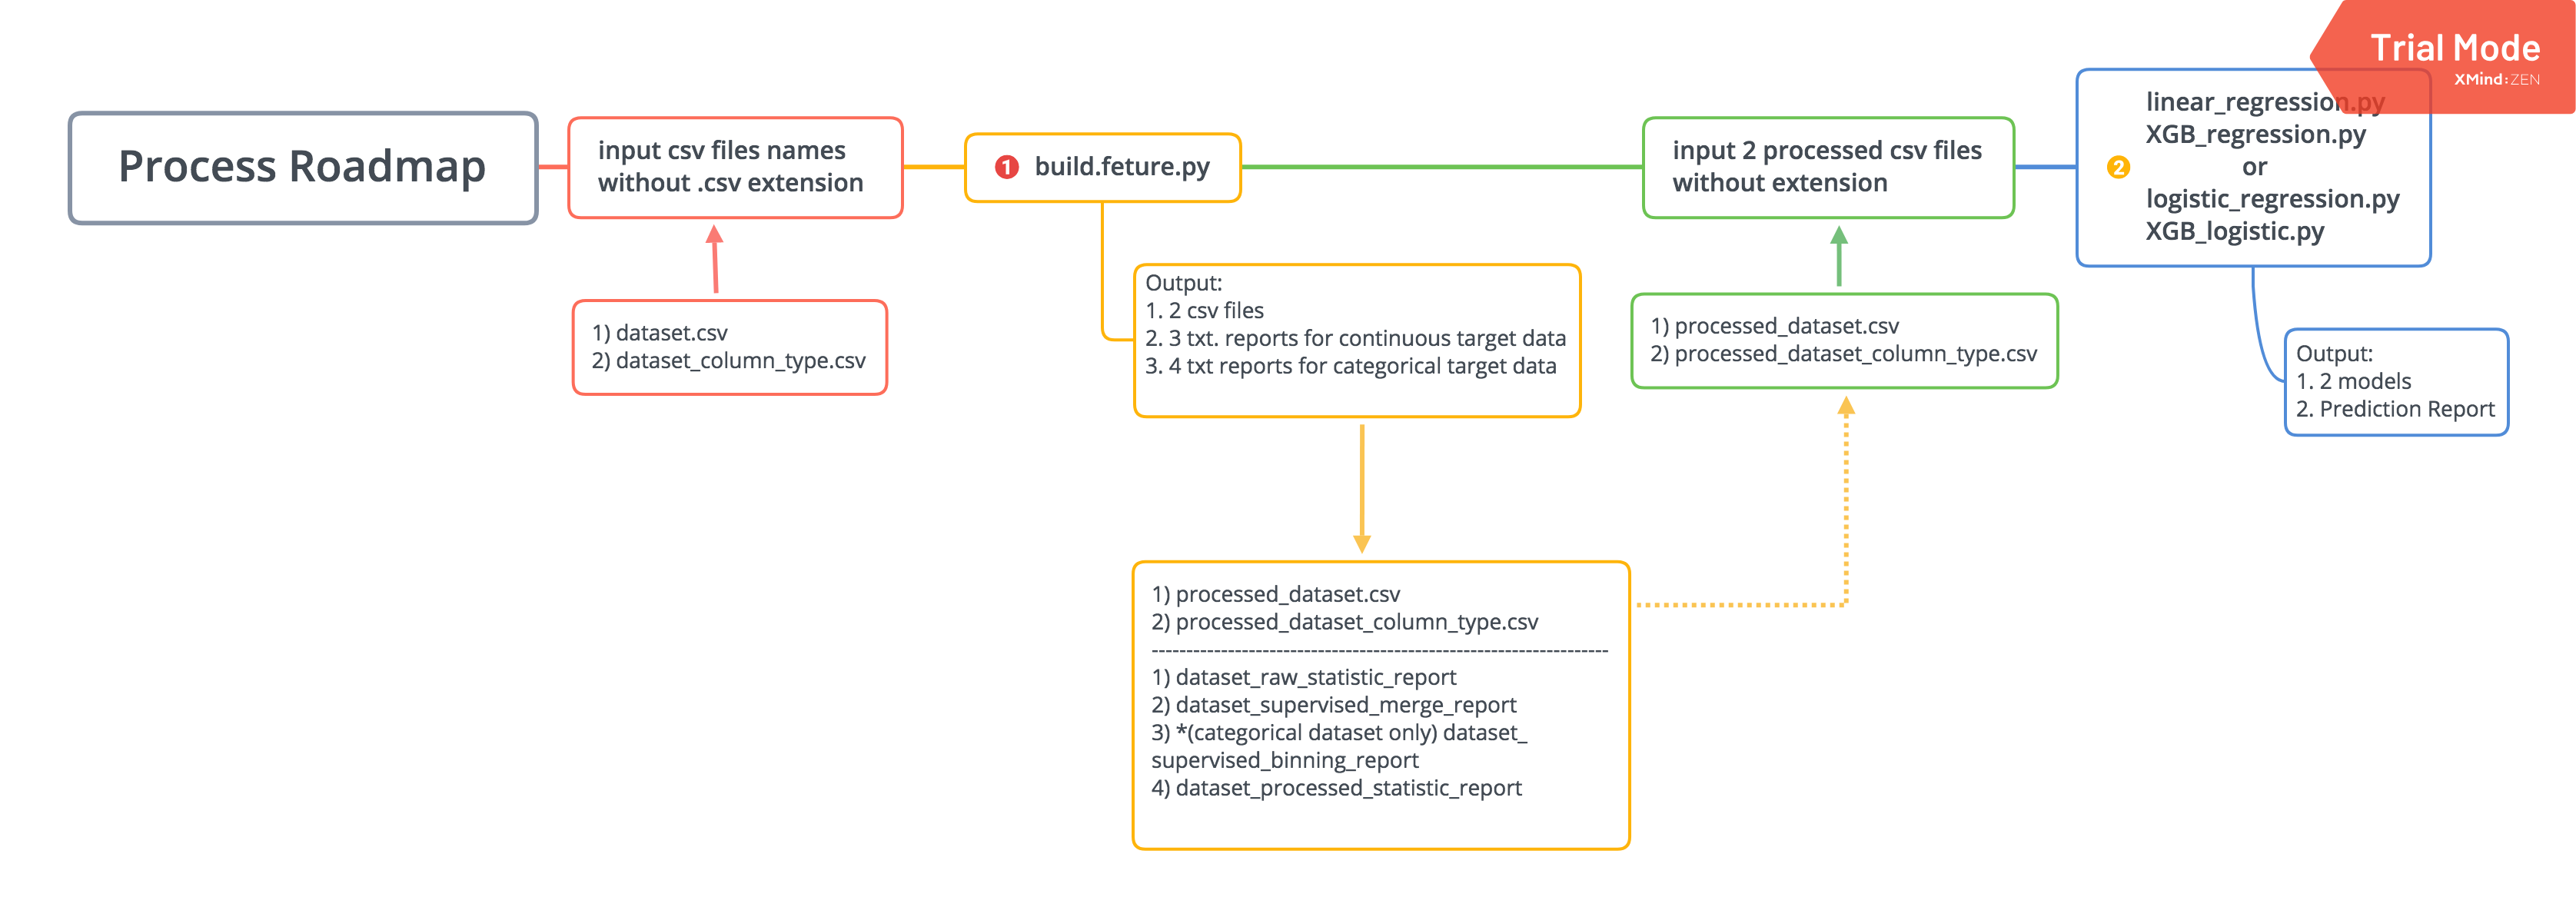 Trial Mode
XMind:ZEN
Process Roadmap
input csv files names
without .csv extension
1) dataset.csv
2) dataset_column_type.csv
1
build.feture.py
Output:
1. 2 csv files
2. 3 txt. reports for continuous target data
3. 4 txt reports for categorical target data
1) processed_dataset.csv
2) processed_dataset_column_type.csv
------------------------------------------------------------------
1) dataset_raw_statistic_report
2) dataset_supervised_merge_report
3) *(categorical dataset only) dataset_
supervised_binning_report
4) dataset_processed_statistic_report
input 2 processed csv files
without extension
1) processed_dataset.csv
2) processed_dataset_column_type.csv
2
linear_regression.py
XGB_regression.py
or
logistic_regression.py
XGB_logistic.py
Output:
1. 2 models
2. Prediction Report